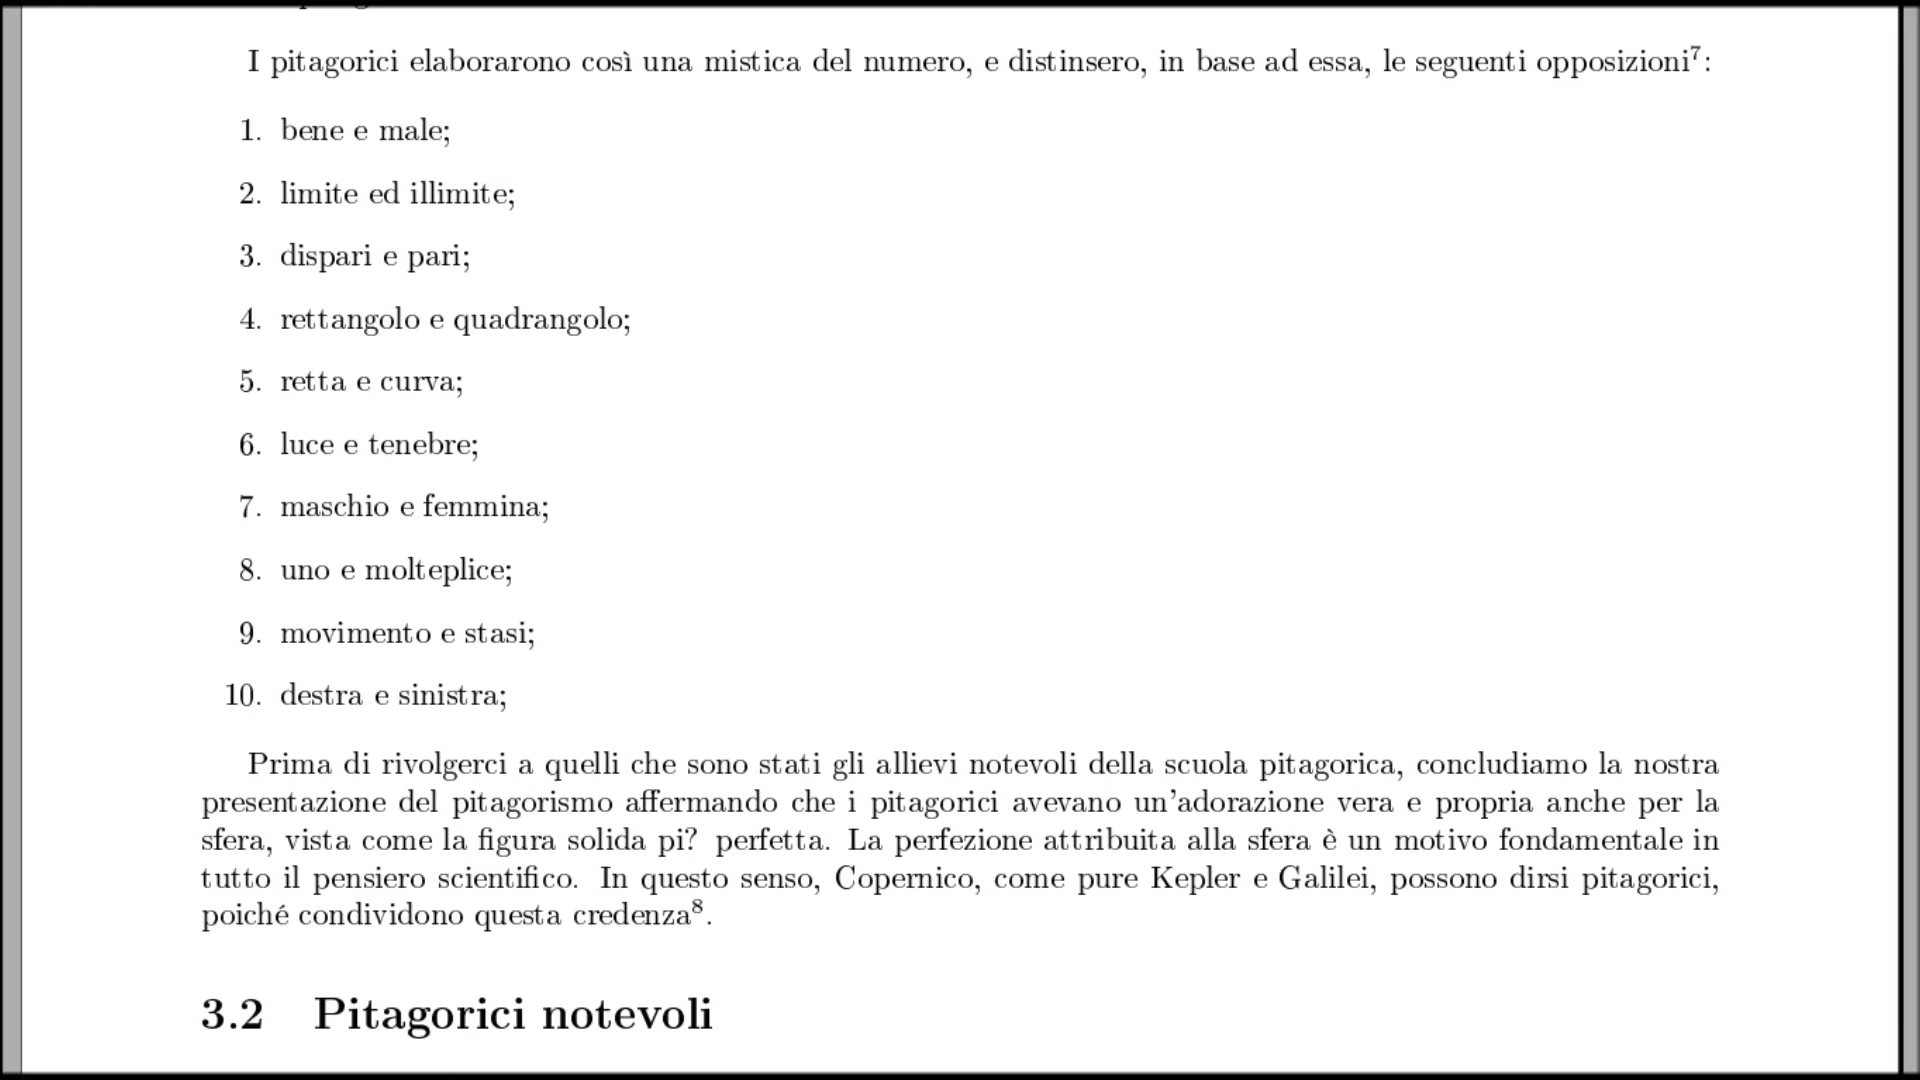 I pitagorici elaborarono così una mistica del numero, e distinsero, in base ad essa, le seguenti opposizioni⁷:
1. bene e male;
2. limite ed illimite;
3. dispari e pari;
4. rettangolo e quadrangolo;
5. retta e curva;
6. luce e tenebre;
7. maschio e femmina;
8. uno e molteplice;
9. movimento e stasi;
10. destra e sinistra;
Prima di rivolgerci a quelli che sono stati gli allievi notevoli della scuola pitagorica, concludiamo la nostra
presentazione del pitagorismo affermando che i pitagorici avevano un'adorazione vera e propria anche per la
sfera, vista come la figura solida pi? perfetta. La perfezione attribuita alla sfera è un motivo fondamentale in
tutto il pensiero scientifico. In questo senso, Copernico, come pure Kepler e Galilei, possono dirsi pitagorici,
poiché condividono questa credenza⁸.
3.2 Pitagorici notevoli